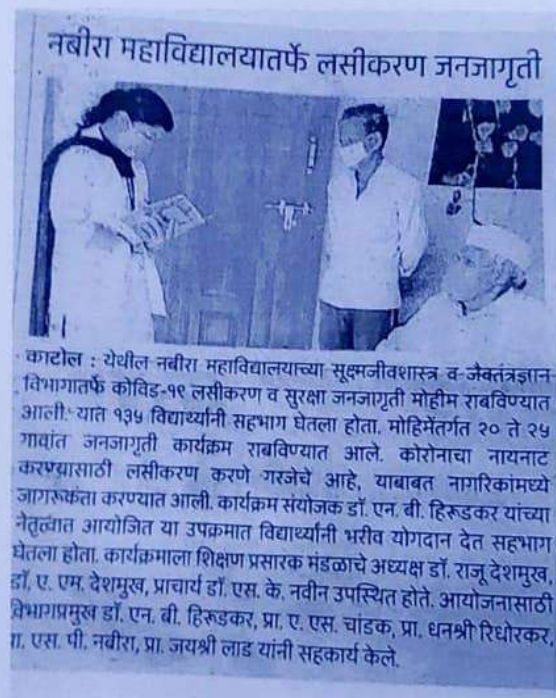 नबीरा महाविद्यालयातर्फे लसीकरण जनजागृती
काटोल : येथील नबीरा महाविद्यालयाच्या सूक्ष्मजीवशास्त्र व जैवतंत्रज्ञान
विभागातर्फे कोविड-१९ लसीकरण व सुरक्षा जनजागृती मोहीम राबविण्यात
आली. यात १३५ विद्यार्थ्यांनी सहभाग घेतला होता. मोहिमेंतर्गत २० ते २५
गावांत जनजागृती कार्यक्रम राबविण्यात आले. कोरोनाचा नायनाट
करण्यासाठी लसीकरण करणे गरजेचे आहे, याबाबत नागरिकांमध्ये
जागरूकता करण्यात आली. कार्यक्रम संयोजक डॉ. एन. बी. हिरूडकर यांच्या
नेतृत्वात आयोजित या उपक्रमात विद्यार्थ्यांनी भरीव योगदान देत सहभाग
घेतला होता. कार्यक्रमाला शिक्षण प्रसारक मंडळाचे अध्यक्ष डॉ. राजू देशमुख
डॉ. ए. एम. देशमुख, प्राचार्य डॉ. एस. के. नवीन उपस्थित होते. आयोजनासाठी
विभागप्रमुख डॉ. एन. बी. हिरूडकर, प्रा. ए. एस. चांडक, प्रा. धनश्री रिधोरकर,
ा. एस. पी. नबीरा, प्रा. जयश्री लाड यांनी सहकार्य केले.